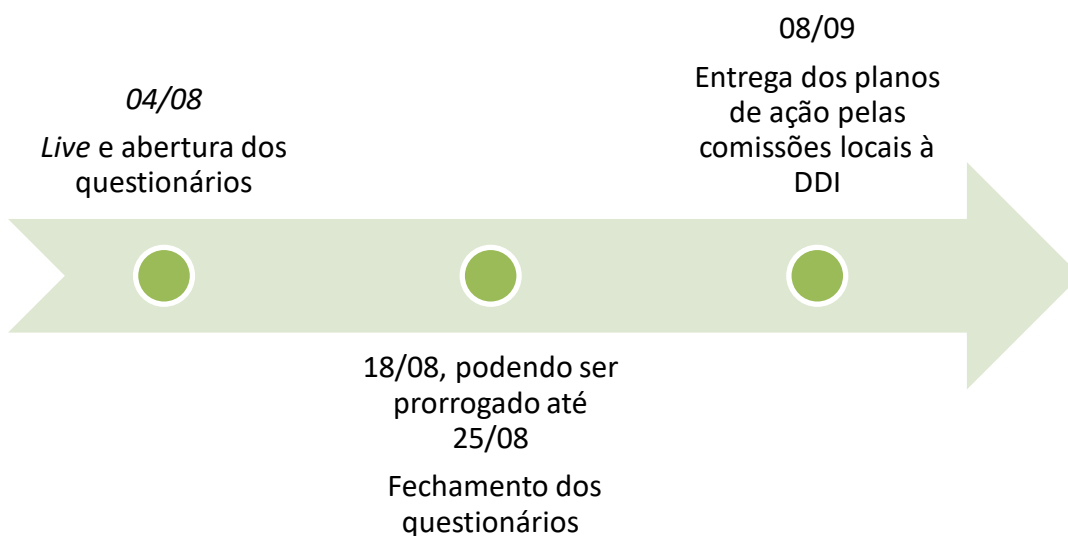 04/08
Live e abertura dos
questionários
18/08, podendo ser
prorrogado até
25/08
Fechamento dos
questionários
08/09
Entrega dos planos
de ação pelas
comissões locais à
DDI